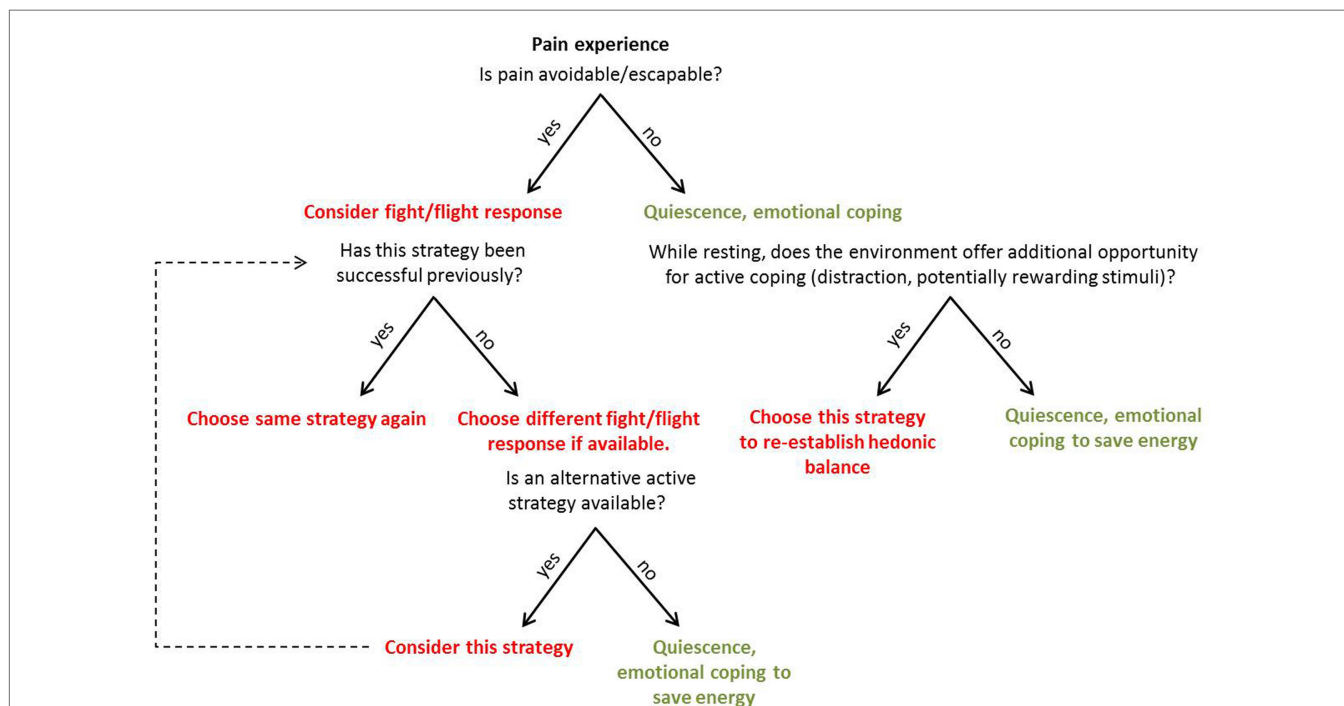 Pain experience
Is pain avoidable/escapable?
yes
no
Consider fight/flight response
Quiescence, emotional coping
Has this strategy been
successful previously?
While resting, does the environment offer additional opportunity
for active coping (distraction, potentially rewarding stimuli)?
yes
no
yes
no
Choose same strategy again
Choose different fight/flight
response if available.
Choose this strategy
to re-establish hedonic
balance
Quiescence, emotional
coping to save energy
Is an alternative active
strategy available?
yes
no
Consider this strategy
Quiescence,
emotional coping to
save energy